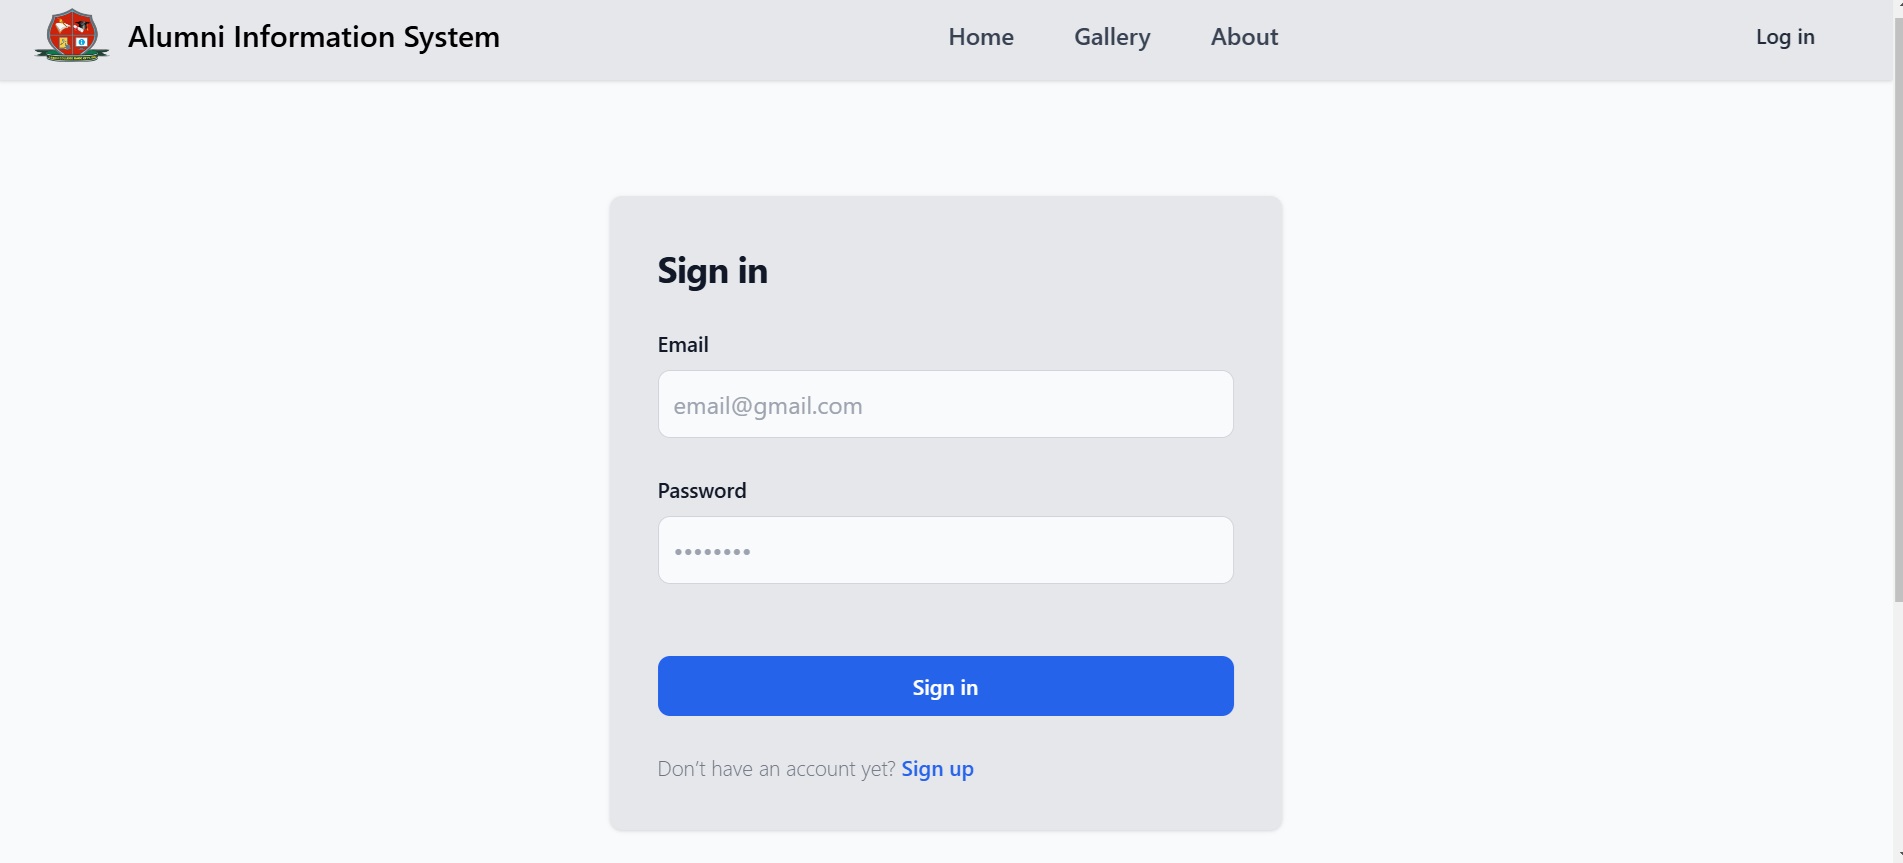 Alumni Information System
Home
Gallery
About
Log in
Sign in
Email
email@gmail.com
Password
••••••••
Sign in
Don’t have an account yet? Sign up